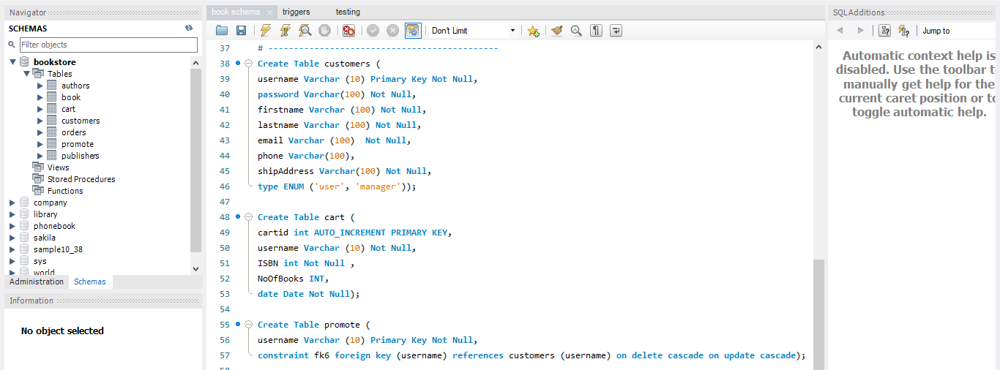 Navigator
SCHEMAS
Filter objects
bookstore
Tables
authors
book
cart
customers
orders
promote
publishers
Views
Stored Procedures
Functions
company
library
phonebook
sakila
sample10_38
sys
world
Administration Schemas
Information
No object selected
book schema triggers testing
Don't Limit
37 # ---------------------------------------------
38 Create Table customers (
39 username Varchar (10) Primary Key Not Null,
40 password Varchar(100) Not Null,
41 firstname Varchar (100) Not Null,
42 lastname Varchar (100) Not Null,
43 email Varchar (100)  Not Null,
44 phone Varchar(100),
45 shipAddress Varchar(100) Not Null,
46 type ENUM ('user', 'manager'));
47
48 Create Table cart (
49 cartid int AUTO_INCREMENT PRIMARY KEY,
50 username Varchar (10) Not Null,
51 ISBN int Not Null ,
52 NoOfBooks INT,
53 date Date Not Null);
54
55 Create Table promote (
56 username Varchar (10) Primary Key Not Null,
57 constraint fk6 foreign key (username) references customers (username) on delete cascade on update cascade);
58
SQLAdditions
Jump to
Automatic context help is
disabled. Use the toolbar to
manually get help for the
current caret position or to
toggle automatic help.